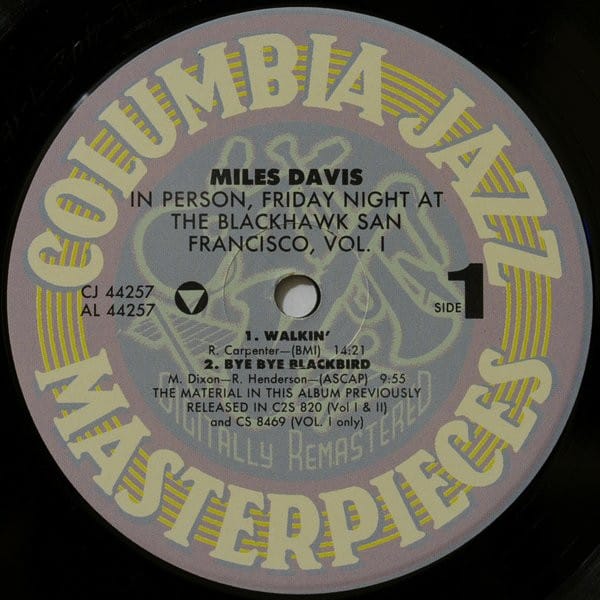 COLUMBIA JAZZ
MILES DAVIS
IN PERSON, FRIDAY NIGHT AT
THE BLACKHAWK SAN
FRANCISCO, VOL. I
CJ 44257
AL 44257
SIDE 1
1. WALKIN'
R. Carpenter—(BMI) 14:21
2. BYE BYE BLACKBIRD
M. Dixon—R. Henderson—(ASCAP) 9:55
THE MATERIAL IN THIS ALBUM PREVIOUSLY
RELEASED IN C2S 820 (Vol I & II)
and CS 8469 (VOL. I only)
DIGITALLY REMASTERED
MASTERPIECES